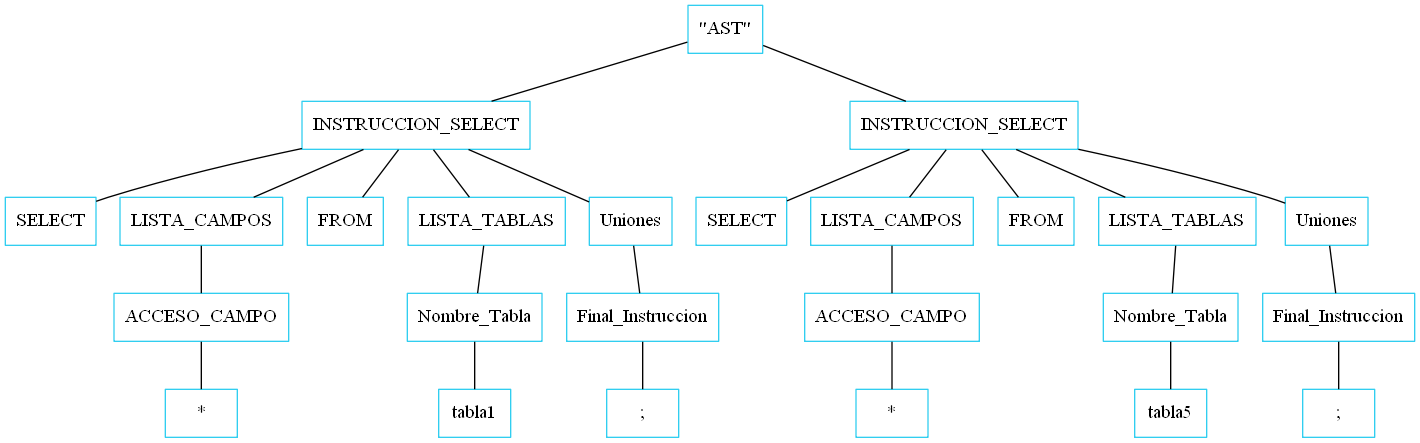 "AST"
INSTRUCCION_SELECT INSTRUCCION_SELECT
SELECT LISTA_CAMPOS FROM LISTA_TABLAS Uniones SELECT LISTA_CAMPOS FROM LISTA_TABLAS Uniones
ACCESO_CAMPO Nombre_Tabla Final_Instruccion ACCESO_CAMPO Nombre_Tabla Final_Instruccion
* tabla1 ; * tabla5 ;